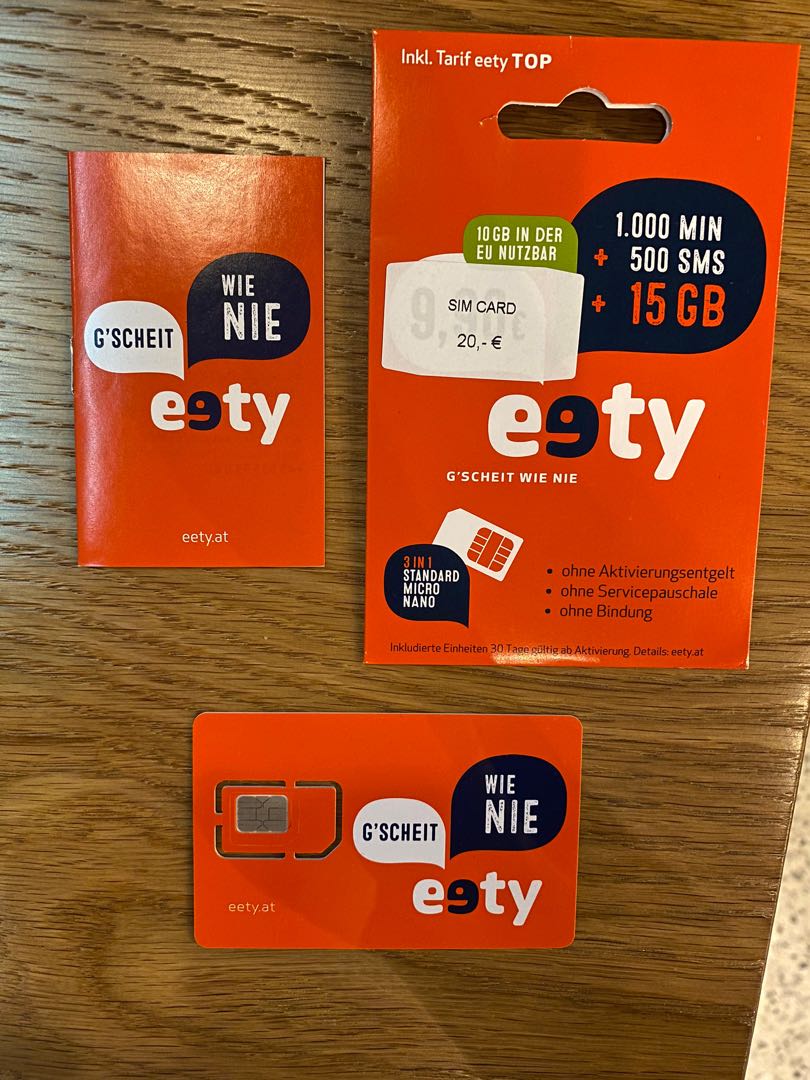 Inkl. Tarif eety TOP
10 GB IN DER
EU NUTZBAR
1.000 MIN
+ 500 SMS
+ 15 GB
SIM CARD
20,- €
eety
G'SCHEIT WIE NIE
3 IN 1
STANDARD
MICRO
NANO
• ohne Aktivierungsentgelt
• ohne Servicepauschale
• ohne Bindung
Inkludierte Einheiten 30 Tage gültig ab Aktivierung. Details: eety.at
G'SCHEIT
WIE
NIE
eety
eety.at
G'SCHEIT
WIE
NIE
eety
eety.at